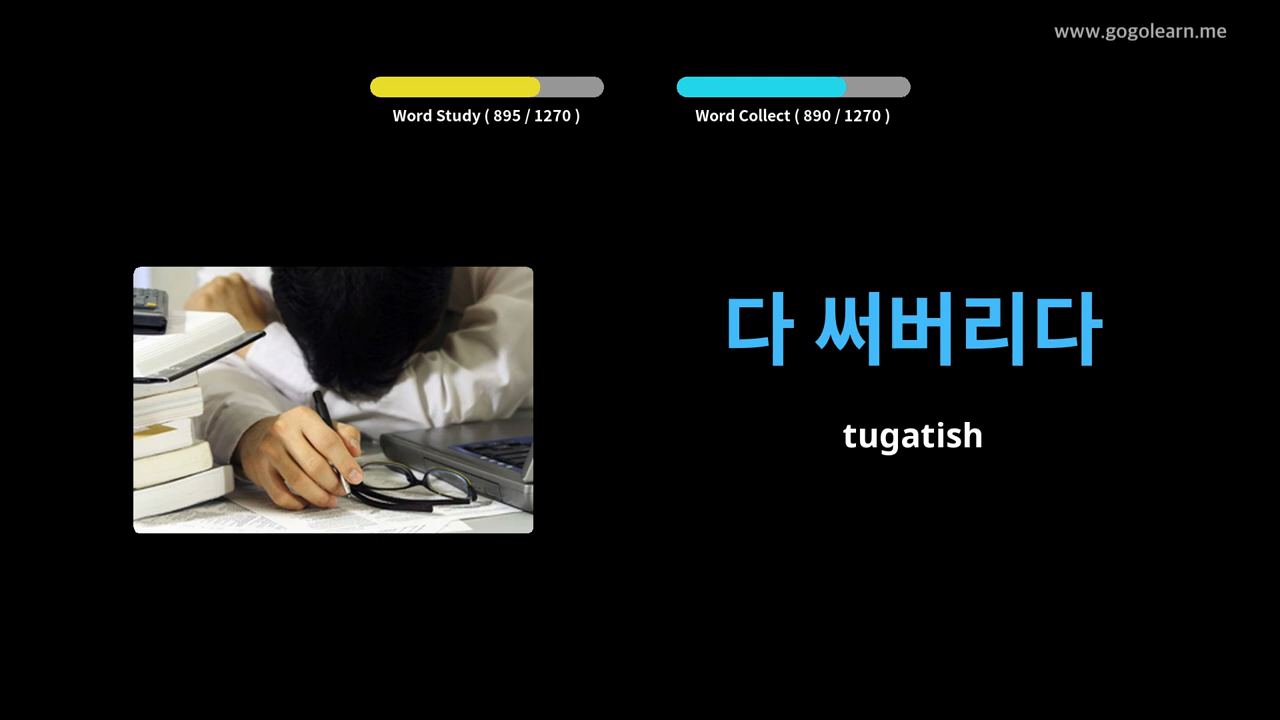 www.gogolearn.me
Word Study ( 895 / 1270 )
Word Collect ( 890 / 1270 )
다 써버리다
tugatish